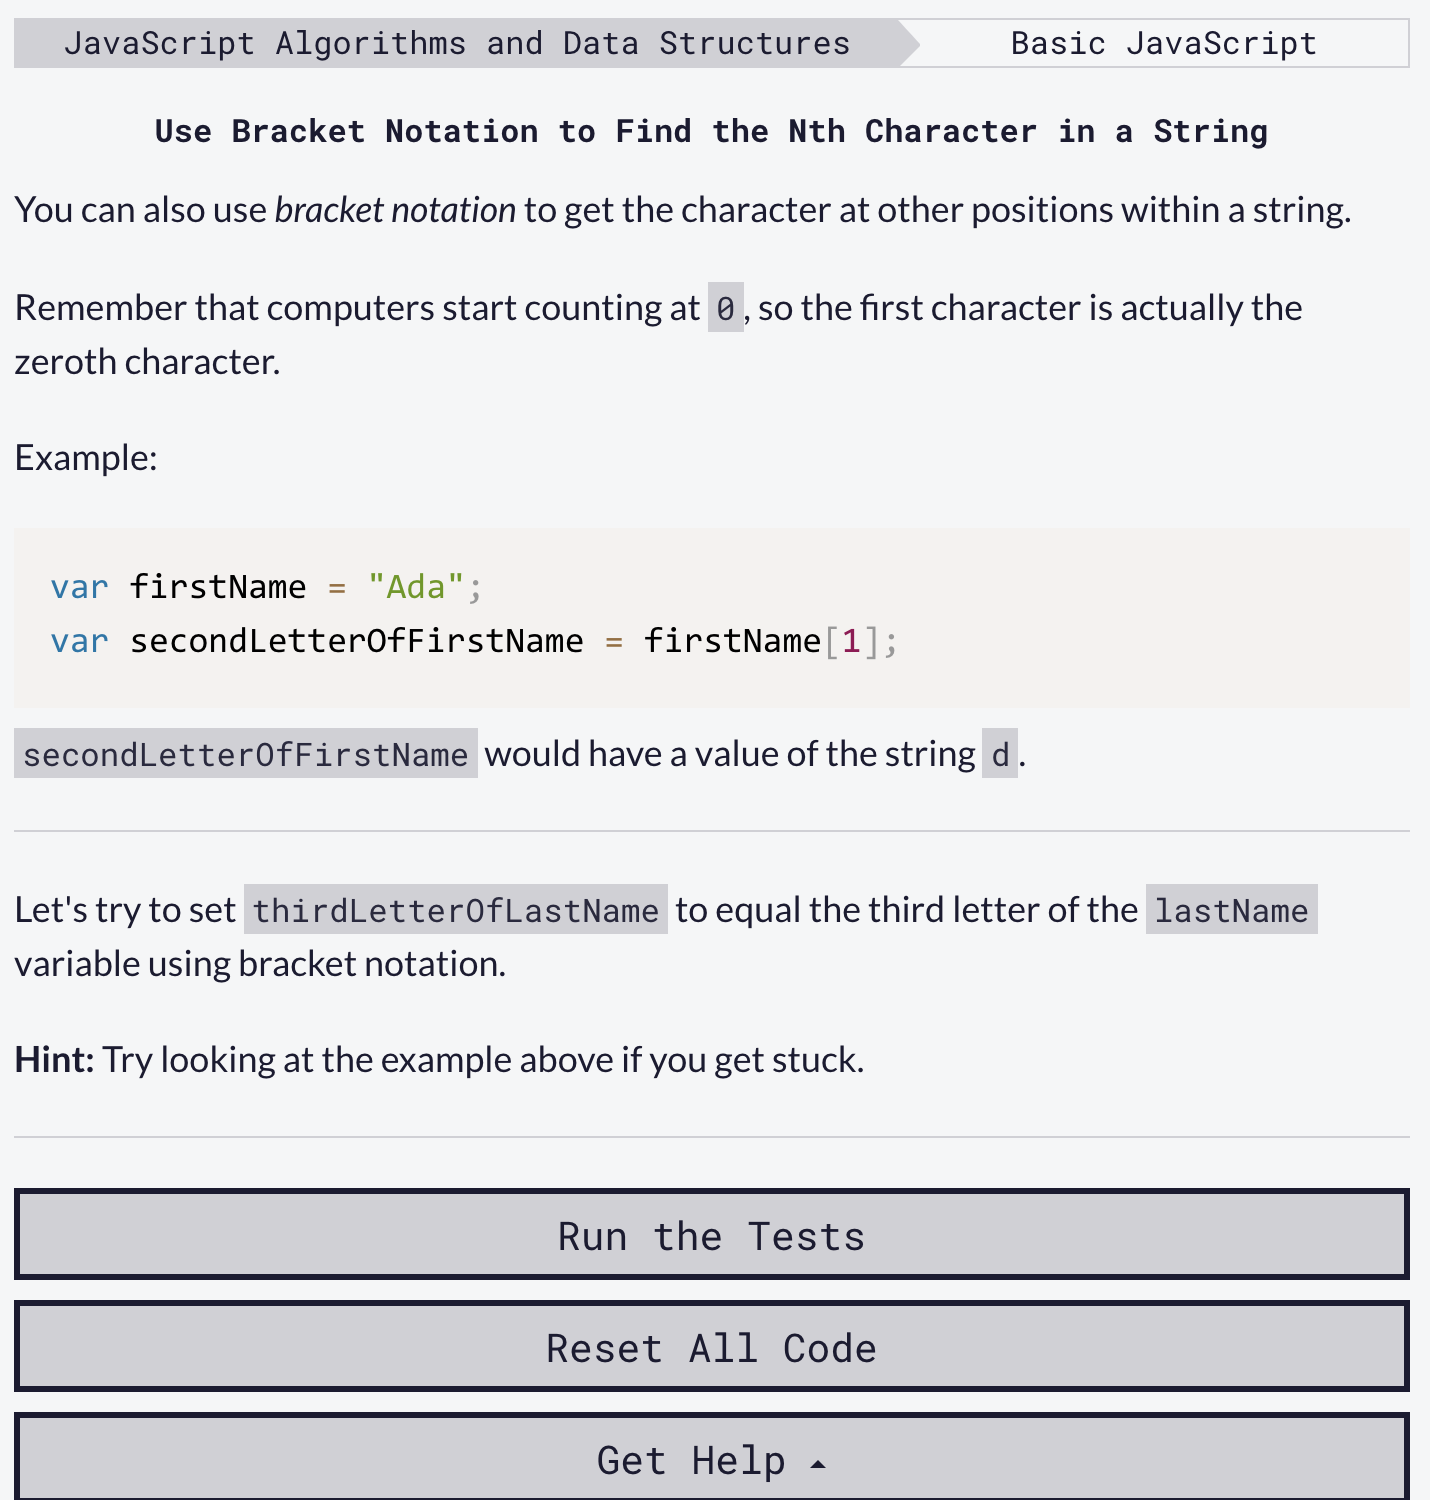 JavaScript Algorithms and Data Structures
Basic JavaScript
Use Bracket Notation to Find the Nth Character in a String
You can also use bracket notation to get the character at other positions within a string.
Remember that computers start counting at 0, so the first character is actually the
zeroth character.
Example:
var firstName = "Ada";
var secondLetterOfFirstName = firstName[1];
secondLetterOfFirstName would have a value of the string d.
Let's try to set thirdLetterOfLastName to equal the third letter of the lastName
variable using bracket notation.
Hint: Try looking at the example above if you get stuck.
Run the Tests
Reset All Code
Get Help